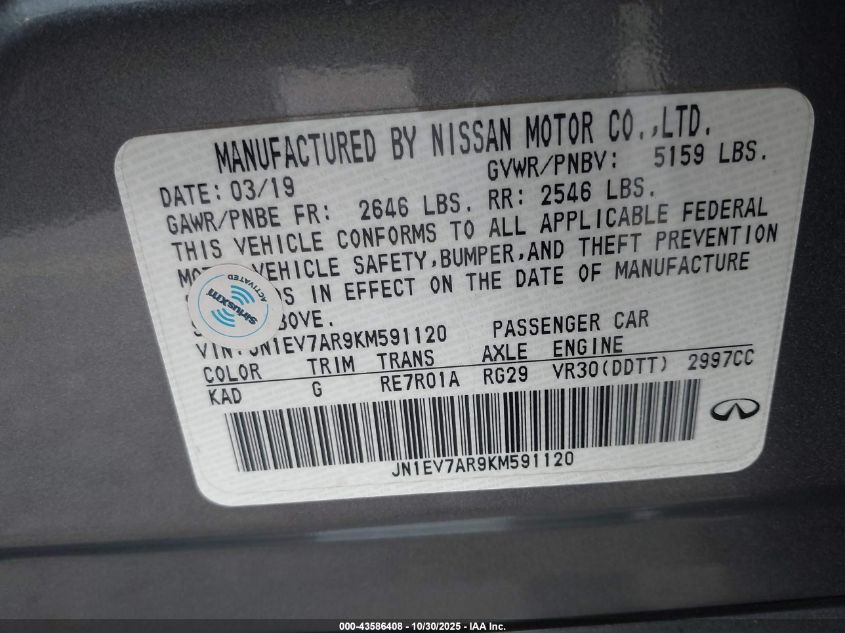 MANUFACTURED BY NISSAN MOTOR CO.,LTD.
DATE: 03/19 GVWR/PNBV: 5159 LBS.
GAWR/PNBE FR: 2646 LBS. RR: 2546 LBS.
THIS VEHICLE CONFORMS TO ALL APPLICABLE FEDERAL
VEHICLE SAFETY,BUMPER,AND THEFT PREVENTION
IN EFFECT ON THE DATE OF MANUFACTURE
SiriusXM ACTIVATED
VIN: JN1EV7AR9KM591120 PASSENGER CAR
COLOR TRIM TRANS AXLE ENGINE
KAD G RE7R01A RG29 VR30(DDTT) 2997CC
JN1EV7AR9KM591120
000-43586408 - 10/30/2025 - IAA Inc.